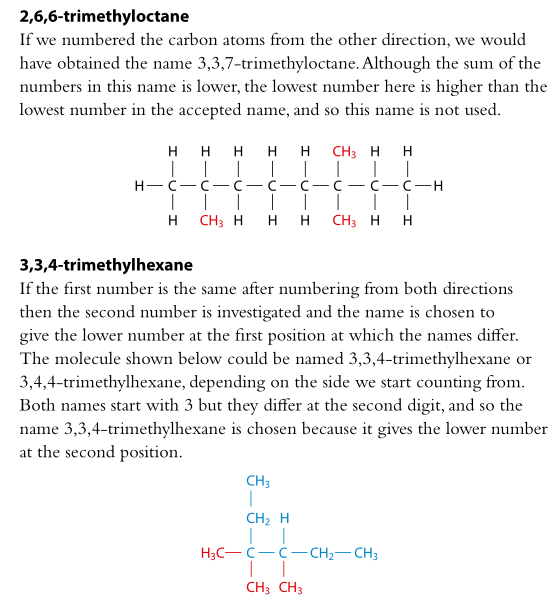 2,6,6-trimethyloctane
If we numbered the carbon atoms from the other direction, we would
have obtained the name 3,3,7-trimethyloctane. Although the sum of the
numbers in this name is lower, the lowest number here is higher than the
lowest number in the accepted name, and so this name is not used.
H H H H H CH₃ H H
H—C—C—C—C—C—C—C—C—H
H CH₃ H H H CH₃ H H
3,3,4-trimethylhexane
If the first number is the same after numbering from both directions
then the second number is investigated and the name is chosen to
give the lower number at the first position at which the names differ.
The molecule shown below could be named 3,3,4-trimethylhexane or
3,4,4-trimethylhexane, depending on the side we start counting from.
Both names start with 3 but they differ at the second digit, and so the
name 3,3,4-trimethylhexane is chosen because it gives the lower number
at the second position.
CH₃
CH₂ H
H₃C—C—C—CH₂—CH₃
CH₃ CH₃